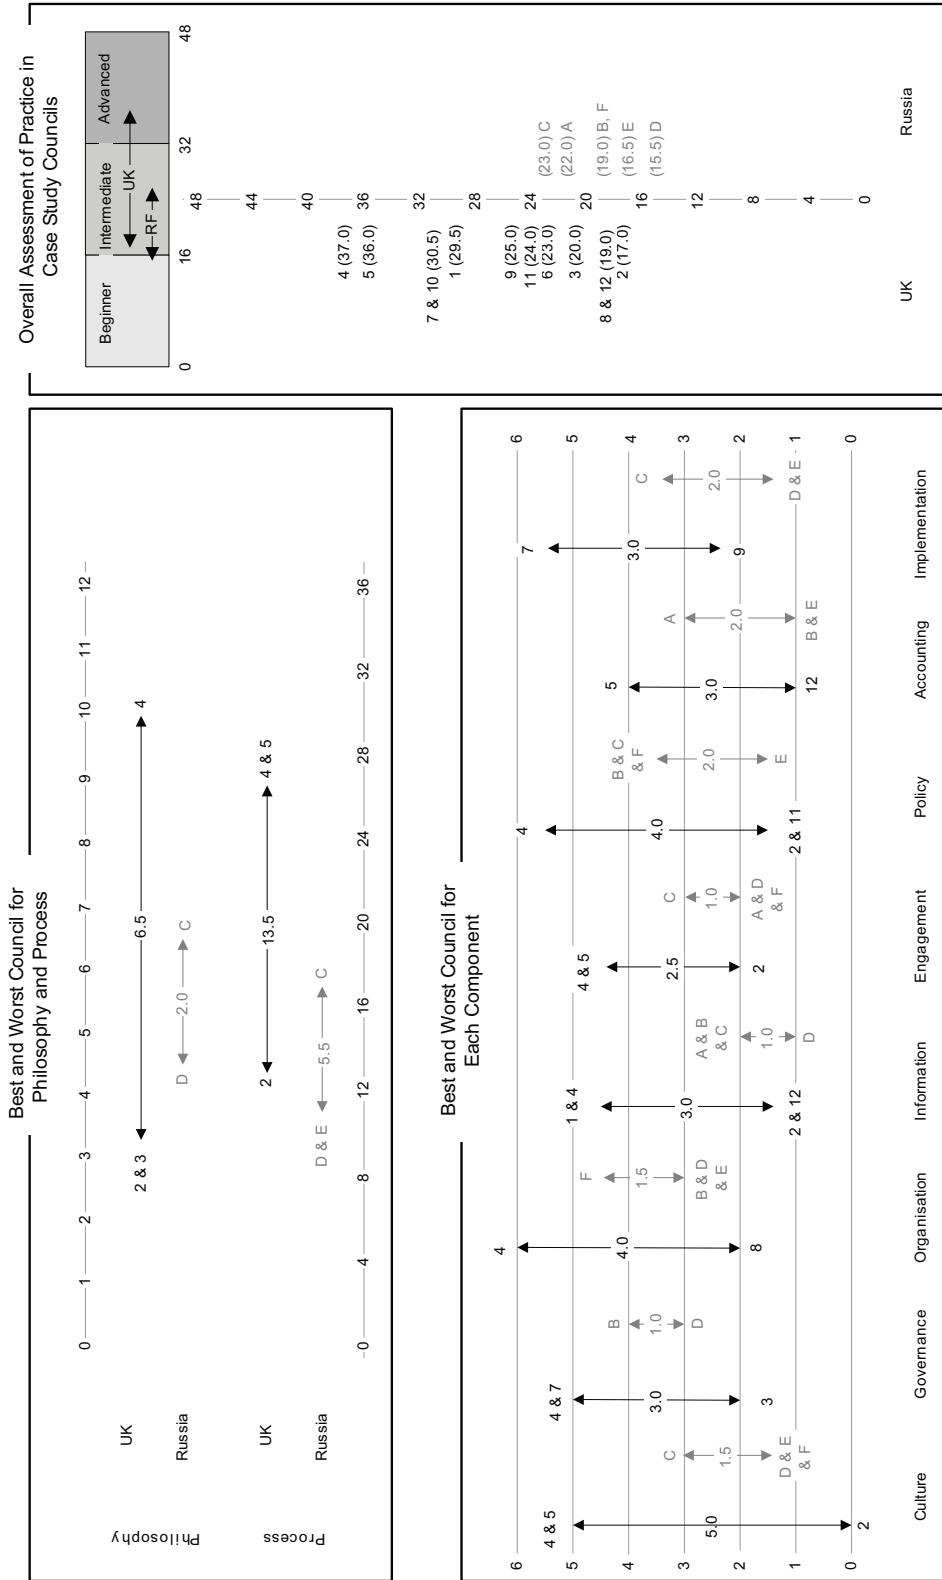 Best and Worst Council for
Philosophy and Process
0 1 2 3 4 5 6 7 8 9 10 11 12
Philosophy
UK
2 & 3
6.5
4
Russia
D
2.0
C
Process
UK
2
13.5
4 & 5
Russia
D & E
5.5
C
0 4 8 12 16 20 24 28 32 36
Overall Assessment of Practice in
Case Study Councils
Beginner
Intermediate
Advanced
UK
RF
0 16 32 48
48
44
40
36
32
28
24
20
16
12
8
4
0
4 (37.0)
5 (36.0)
7 & 10 (30.5)
1 (29.5)
9 (25.0)
11 (24.0)
6 (23.0)
3 (20.0)
8 & 12 (19.0)
2 (17.0)
(23.0) C
(22.0) A
(19.0) B, F
(16.5) E
(15.5) D
UK
Russia
Best and Worst Council for
Each Component
6
5
4
3
2
1
0
4 & 5
5.0
2
C
1.5
D & E
& F
Culture
4 & 7
3.0
3
B
1.0
D
Governance
4
4.0
8
F
1.5
B & D
& E
Organisation
1 & 4
3.0
2 & 12
A & B
& C
1.0
D
Information
4 & 5
2.5
2
C
1.0
A & D
& F
Engagement
4
4.0
2 & 11
B & C
& F
2.0
E
Policy
5
3.0
12
A
2.0
B & E
Accounting
7
3.0
9
C
2.0
D & E
Implementation
6
5
4
3
2
1
0